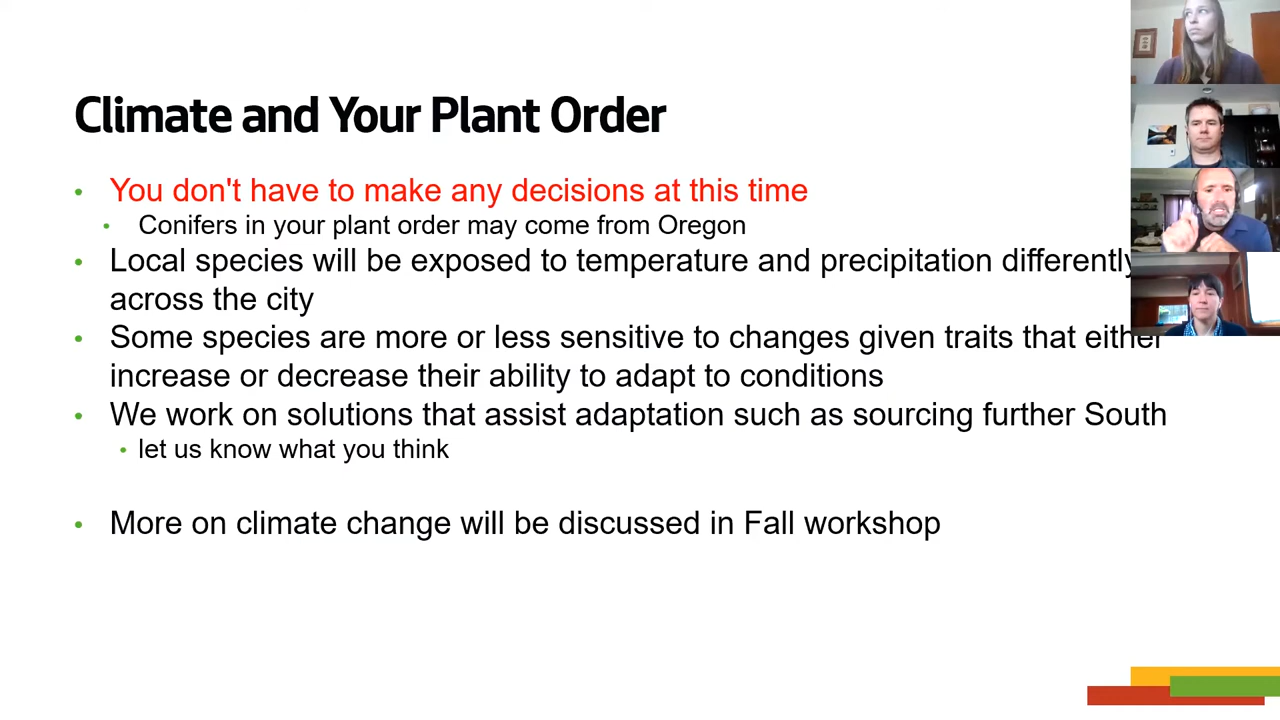 Climate and Your Plant Order
• You don't have to make any decisions at this time
• Conifers in your plant order may come from Oregon
• Local species will be exposed to temperature and precipitation differently
across the city
• Some species are more or less sensitive to changes given traits that either
increase or decrease their ability to adapt to conditions
• We work on solutions that assist adaptation such as sourcing further South
• let us know what you think
• More on climate change will be discussed in Fall workshop